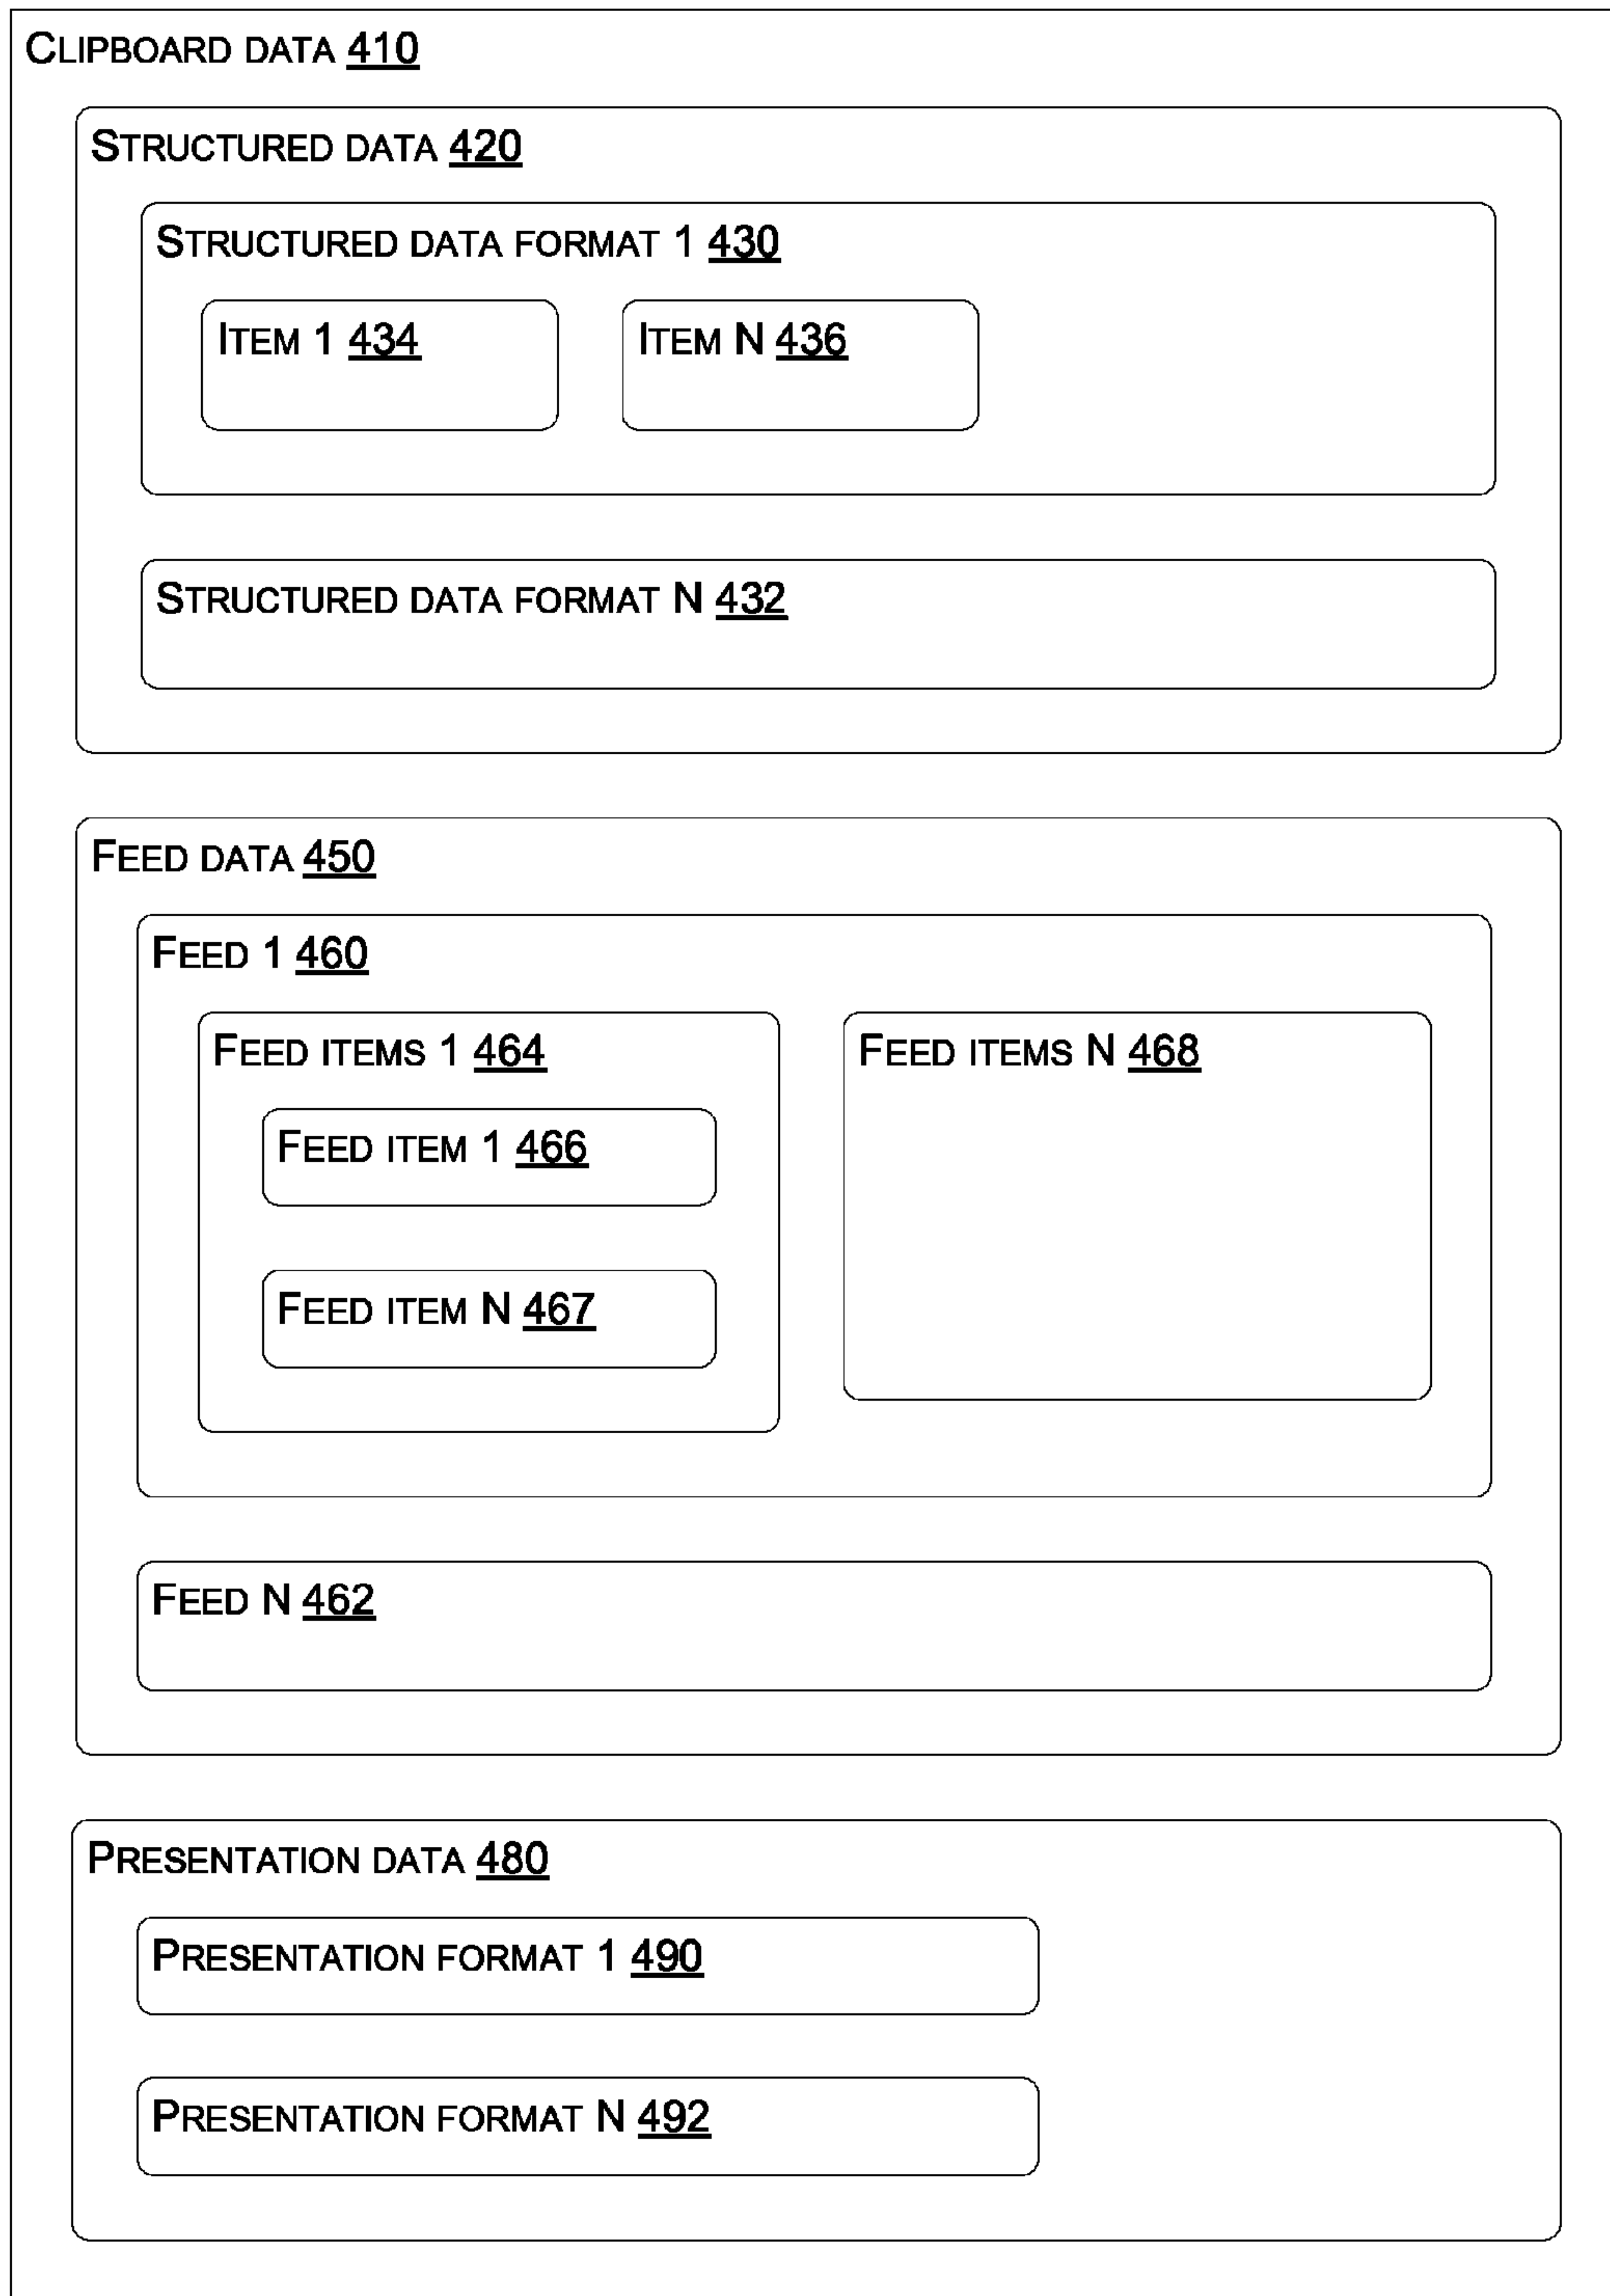 CLIPBOARD DATA 410
STRUCTURED DATA 420
STRUCTURED DATA FORMAT 1 430
ITEM 1 434
ITEM N 436
STRUCTURED DATA FORMAT N 432
FEED DATA 450
FEED 1 460
FEED ITEMS 1 464
FEED ITEMS N 468
FEED ITEM 1 466
FEED ITEM N 467
FEED N 462
PRESENTATION DATA 480
PRESENTATION FORMAT 1 490
PRESENTATION FORMAT N 492